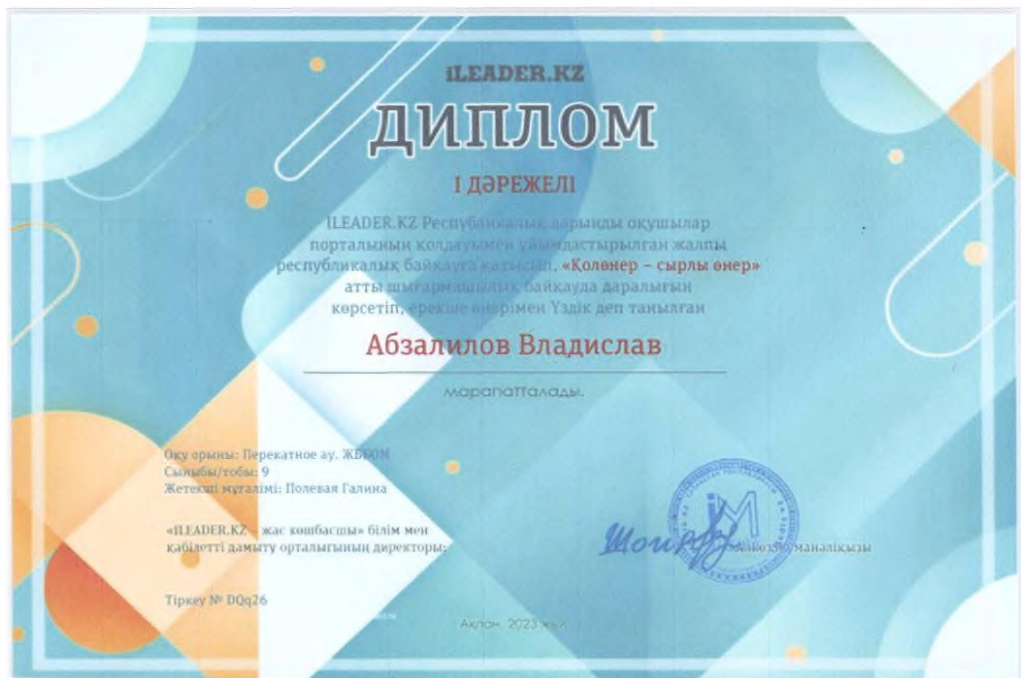 iLEADER.KZ
ДИПЛОМ
І ДӘРЕЖЕЛІ
ILEADER.KZ Республикалық дарынды оқушылар
порталының қолдауымен ұйымдастырылған жалпы
республикалық байқауға қатысып, «Қолөнер – сырлы өнер»
атты шығармашылық байқауда даралығын
көрсетіп, ерекше өнерімен Үздік деп танылған
Абзалилов Владислав
марапатталады.
Оқу орыны: Перекатное ау. ЖББОМ
Сыныбы/тобы: 9
Жетекші мұғалімі: Полевая Галина
«ILEADER.KZ – жас көшбасшы» білім мен
қабілетті дамыту орталығының директоры:
Тіркеу № DQq26
Ақпан, 2023 жыл